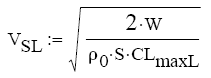 V_SL := √(2·W / (ρ_0·S·CL_maxL))